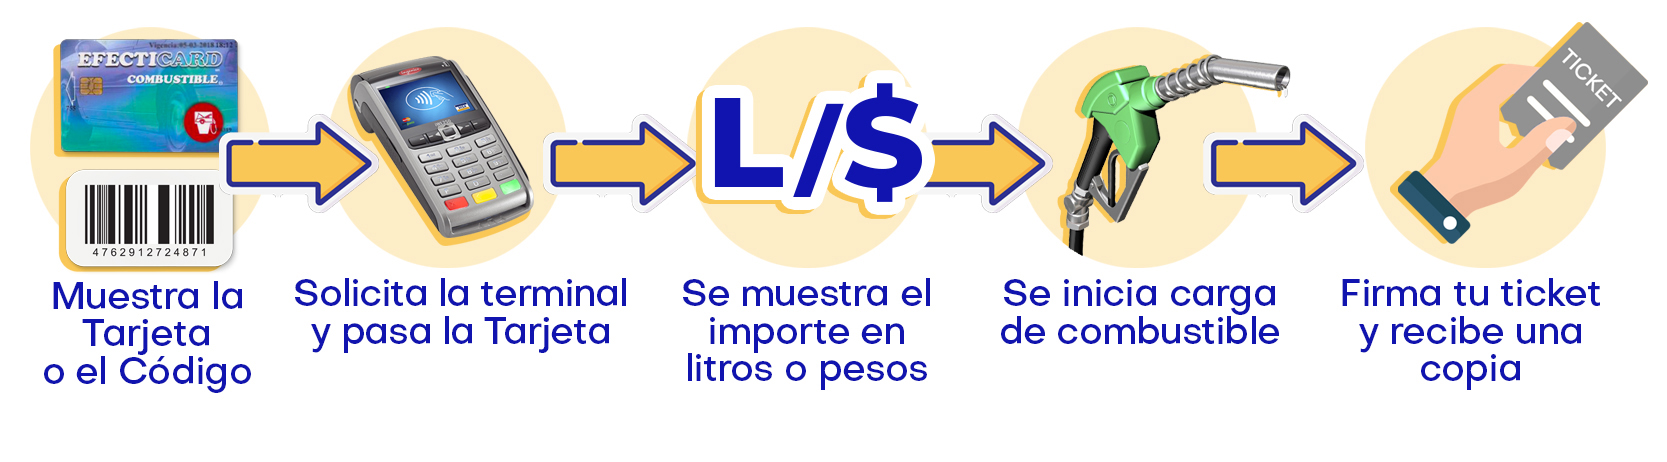 Vigencia:05-03-2018 18:12
EFECTICARD
COMBUSTIBLE
4762912724871
Muestra la
Tarjeta
o el Código
Solicita la terminal
y pasa la Tarjeta
L/$
Se muestra el
importe en
litros o pesos
Se inicia carga
de combustible
TICKET
Firma tu ticket
y recibe una
copia